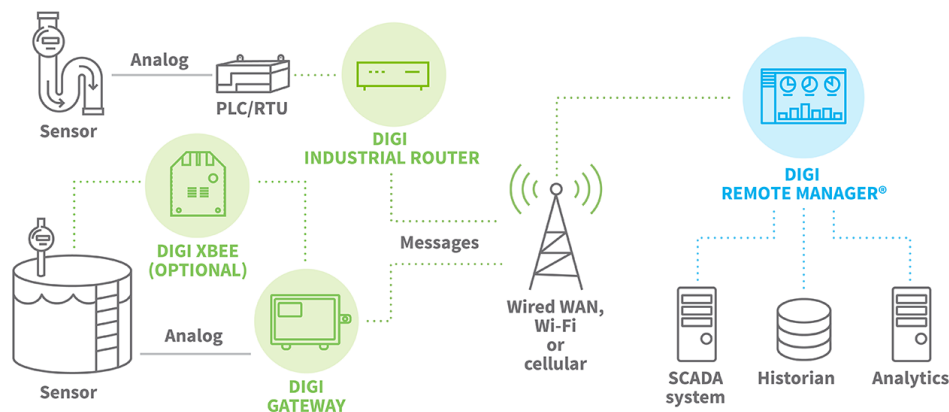 Analog
PLC/RTU
Sensor
DIGI
INDUSTRIAL ROUTER
DIGI
REMOTE MANAGER®
DIGI XBEE
(OPTIONAL)
Messages
Analog
Sensor
DIGI
GATEWAY
Wired WAN,
Wi-Fi
or
cellular
SCADA
system
Historian
Analytics